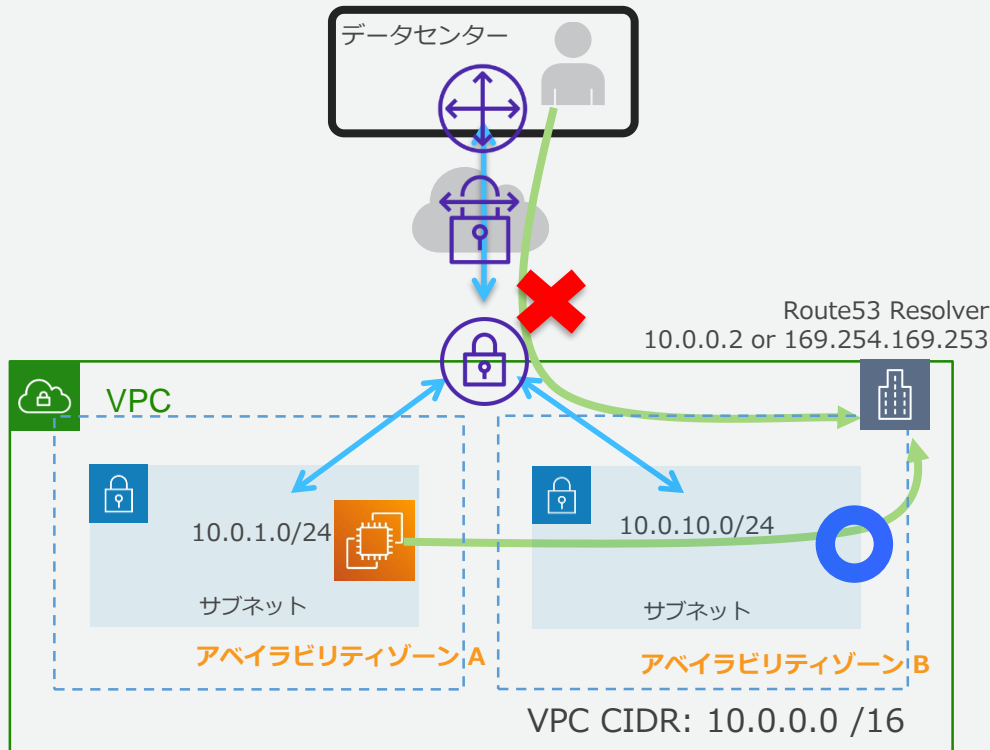 データセンター
Route53 Resolver
10.0.0.2 or 169.254.169.253
VPC
10.0.1.0/24
サブネット
アベイラビリティゾーン A
10.0.10.0/24
サブネット
アベイラビリティゾーン B
VPC CIDR: 10.0.0.0 /16